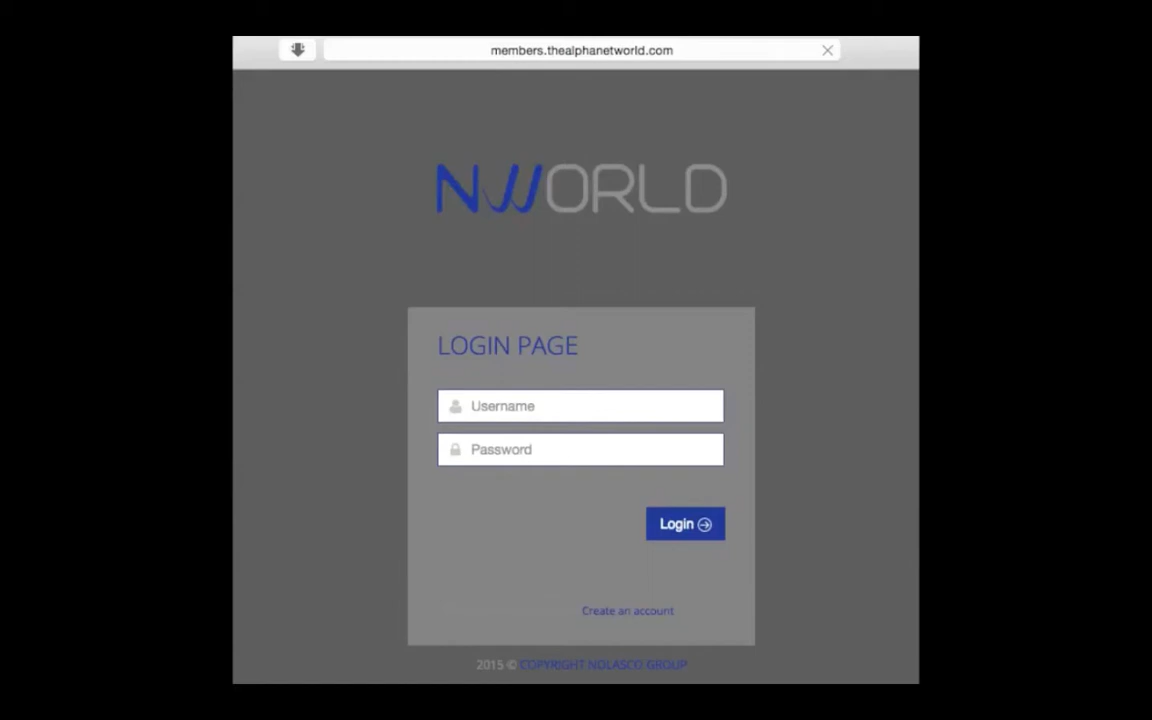 members.thealphanetworld.com
NWORLD
LOGIN PAGE
Username
Password
Login
Create an account
2015 © COPYRIGHT NOLASCO GROUP